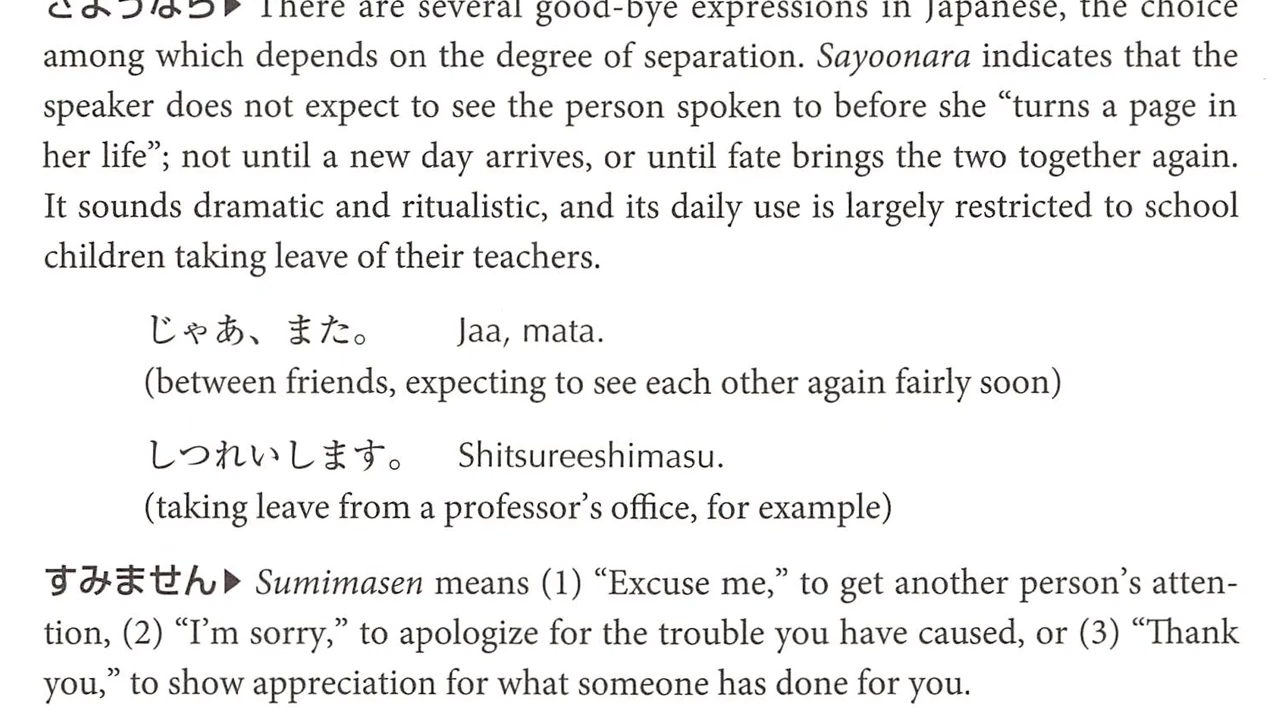 さようなら▶ There are several good-bye expressions in Japanese, the choice
among which depends on the degree of separation. Sayoonara indicates that the
speaker does not expect to see the person spoken to before she “turns a page in
her life”; not until a new day arrives, or until fate brings the two together again.
It sounds dramatic and ritualistic, and its daily use is largely restricted to school
children taking leave of their teachers.
じゃあ、また。 Jaa, mata.
(between friends, expecting to see each other again fairly soon)
しつれいします。 Shitsureeshimasu.
(taking leave from a professor’s office, for example)
すみません▶ Sumimasen means (1) “Excuse me,” to get another person’s atten-
tion, (2) “I’m sorry,” to apologize for the trouble you have caused, or (3) “Thank
you,” to show appreciation for what someone has done for you.